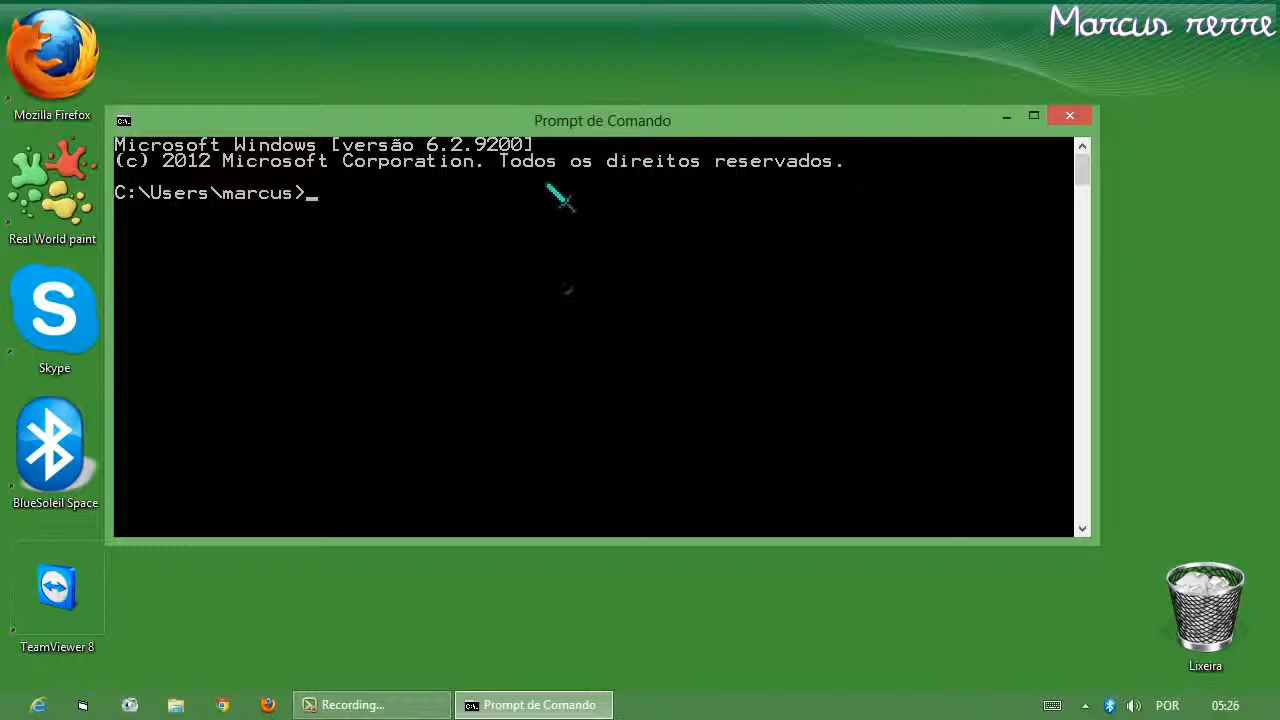 Marcus rerre
Mozilla Firefox
Real World paint
Skype
BlueSoleil Space
TeamViewer 8
Prompt de Comando
Microsoft Windows [versão 6.2.9200]
(c) 2012 Microsoft Corporation. Todos os direitos reservados.
C:\Users\marcus>_
Lixeira
Recording...
Prompt de Comando
POR
05:26